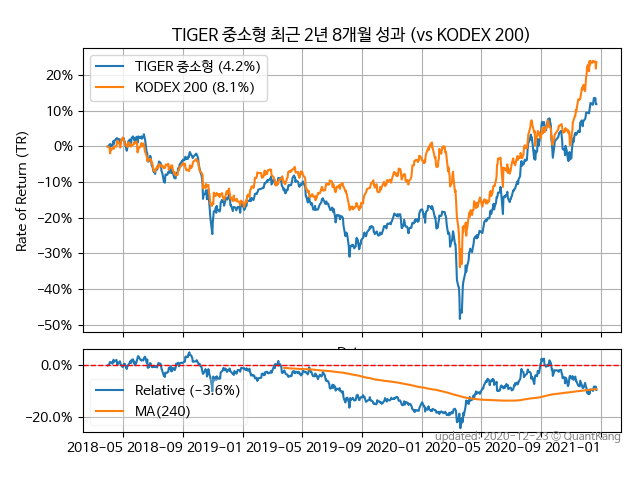 TIGER 중소형 최근 2년 8개월 성과 (vs KODEX 200)
TIGER 중소형 (4.2%)
KODEX 200 (8.1%)
Rate of Return (TR)
20%
10%
0%
−10%
−20%
−30%
−40%
−50%
0.0%
−20.0%
Relative (−3.6%)
MA(240)
2018-05 2018-09 2019-01 2019-05 2019-09 2020-01 2020-05 2020-09 2021-01
updated: 2020-12-23 © QuantKang